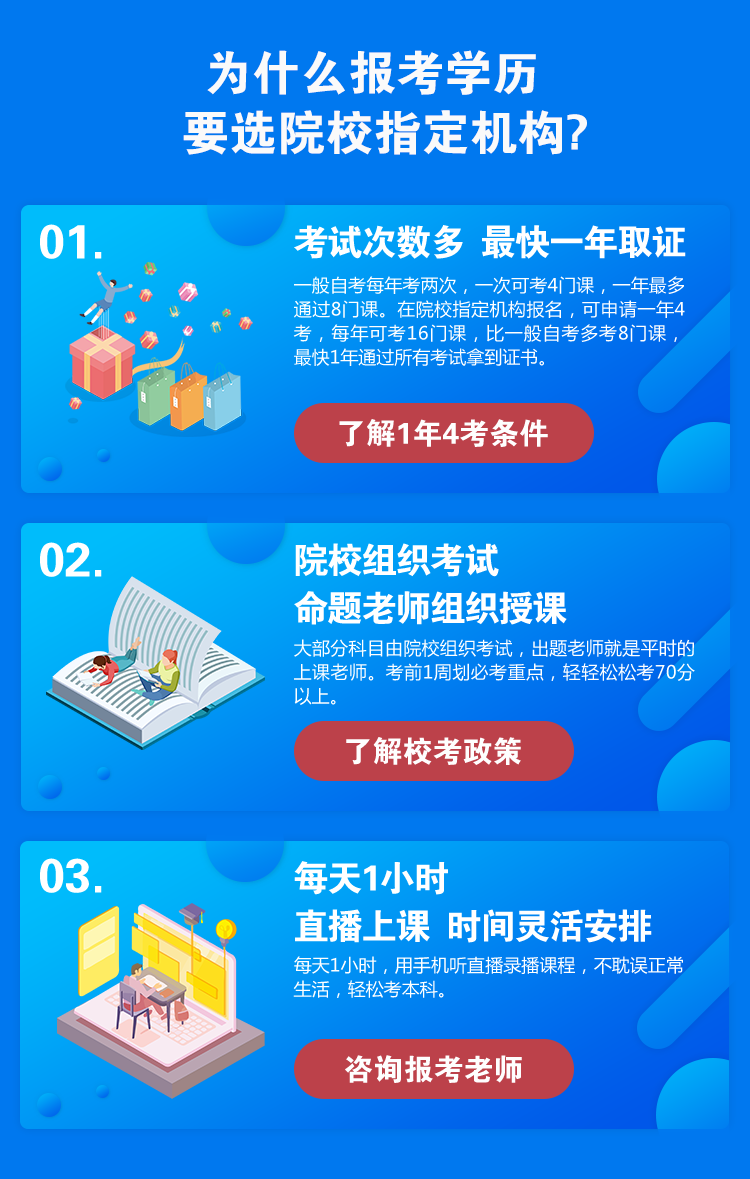 为什么报考学历
要选院校指定机构?
01.
考试次数多 最快一年取证
一般自考每年考两次，一次可考4门课，一年最多
通过8门课。在院校指定机构报名，可申请一年4
考，每年可考16门课，比一般自考多考8门课，
最快1年通过所有考试拿到证书。
了解1年4考条件
02.
院校组织考试
命题老师组织授课
大部分科目由院校组织考试，出题老师就是平时的
上课老师。考前1周划必考重点，轻轻松松考70分
以上。
了解校考政策
03.
每天1小时
直播上课 时间灵活安排
每天1小时，用手机听直播录播课程，不耽误正常
生活，轻松考本科。
咨询报考老师